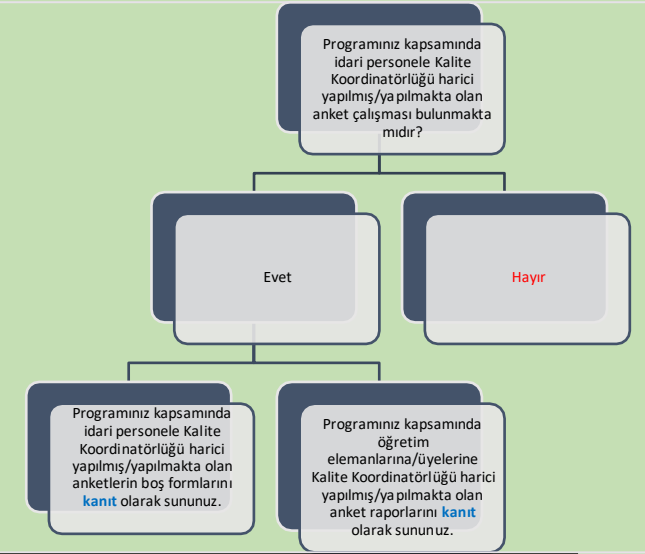 Programınız kapsamında
idari personele Kalite
Koordinatörlüğü harici
yapılmış/yapılmakta olan
anket çalışması bulunmakta
mıdır?
Evet
Hayır
Programınız kapsamında
idari personele Kalite
Koordinatörlüğü harici
yapılmış/yapılmakta olan
anketlerin boş formlarını
kanıt olarak sununuz.
Programınız kapsamında
öğretim
elemanlarına/üyelerine
Kalite Koordinatörlüğü harici
yapılmış/yapılmakta olan
anket raporlarını kanıt
olarak sununuz.